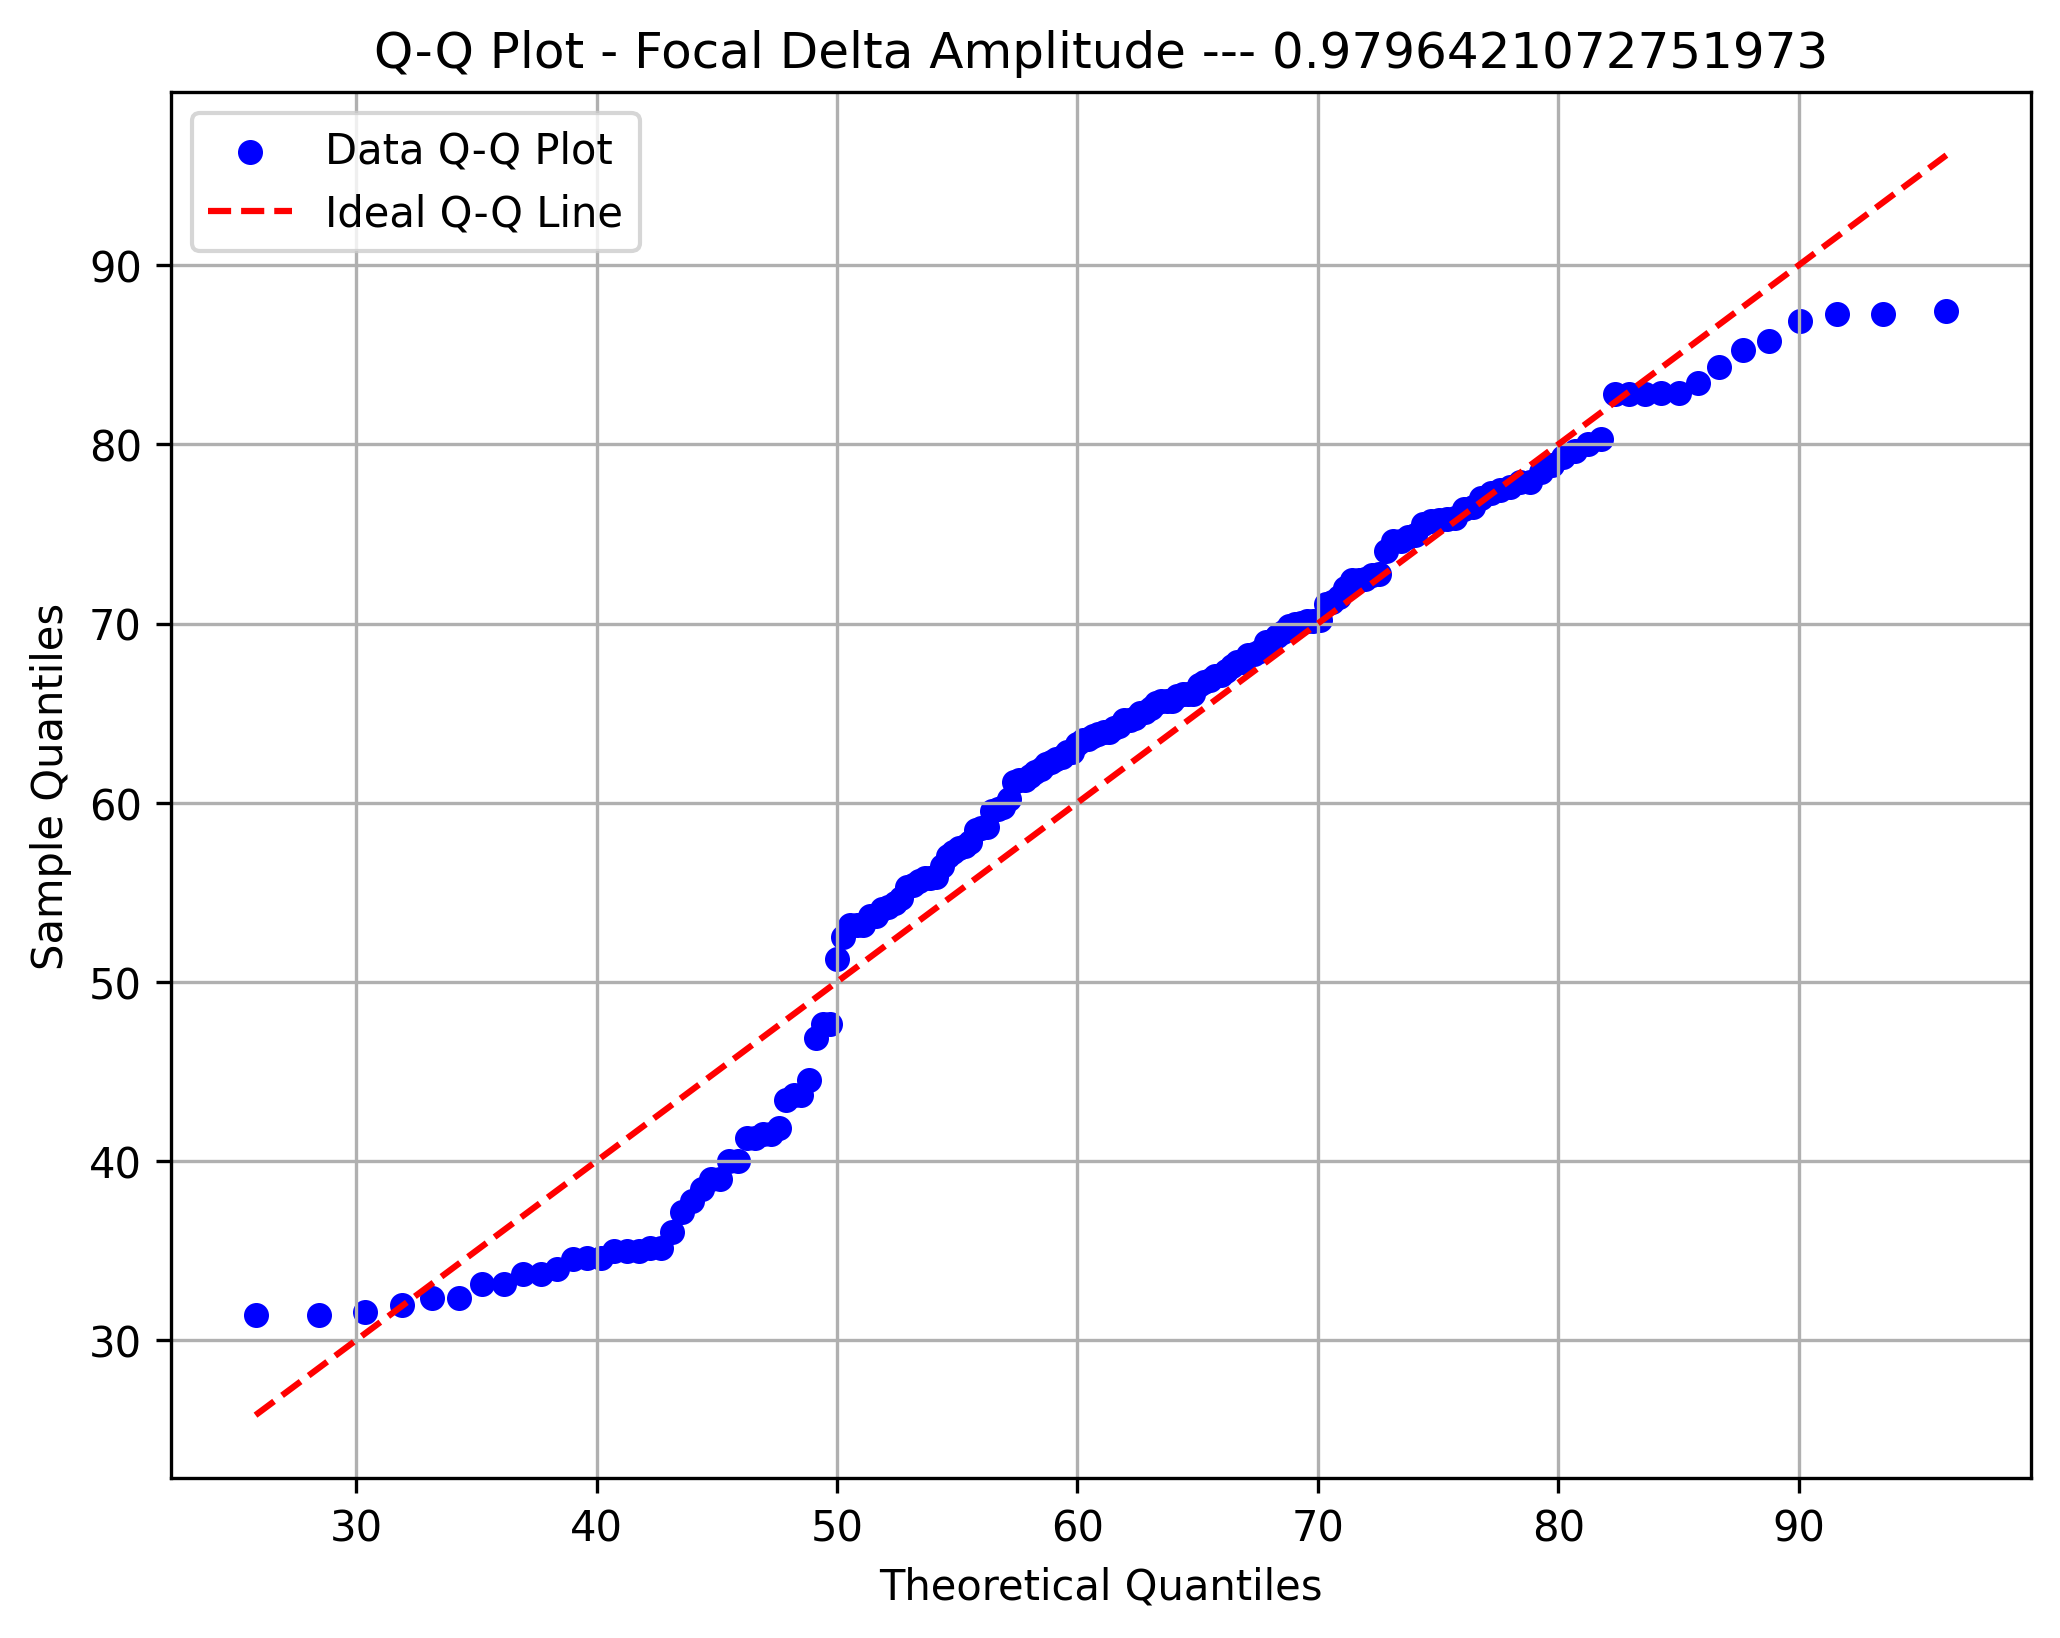 Q-Q Plot - Focal Delta Amplitude --- 0.9796421072751973
Data Q-Q Plot
Ideal Q-Q Line
90
80
70
60
50
40
30
Sample Quantiles
30 40 50 60 70 80 90
Theoretical Quantiles